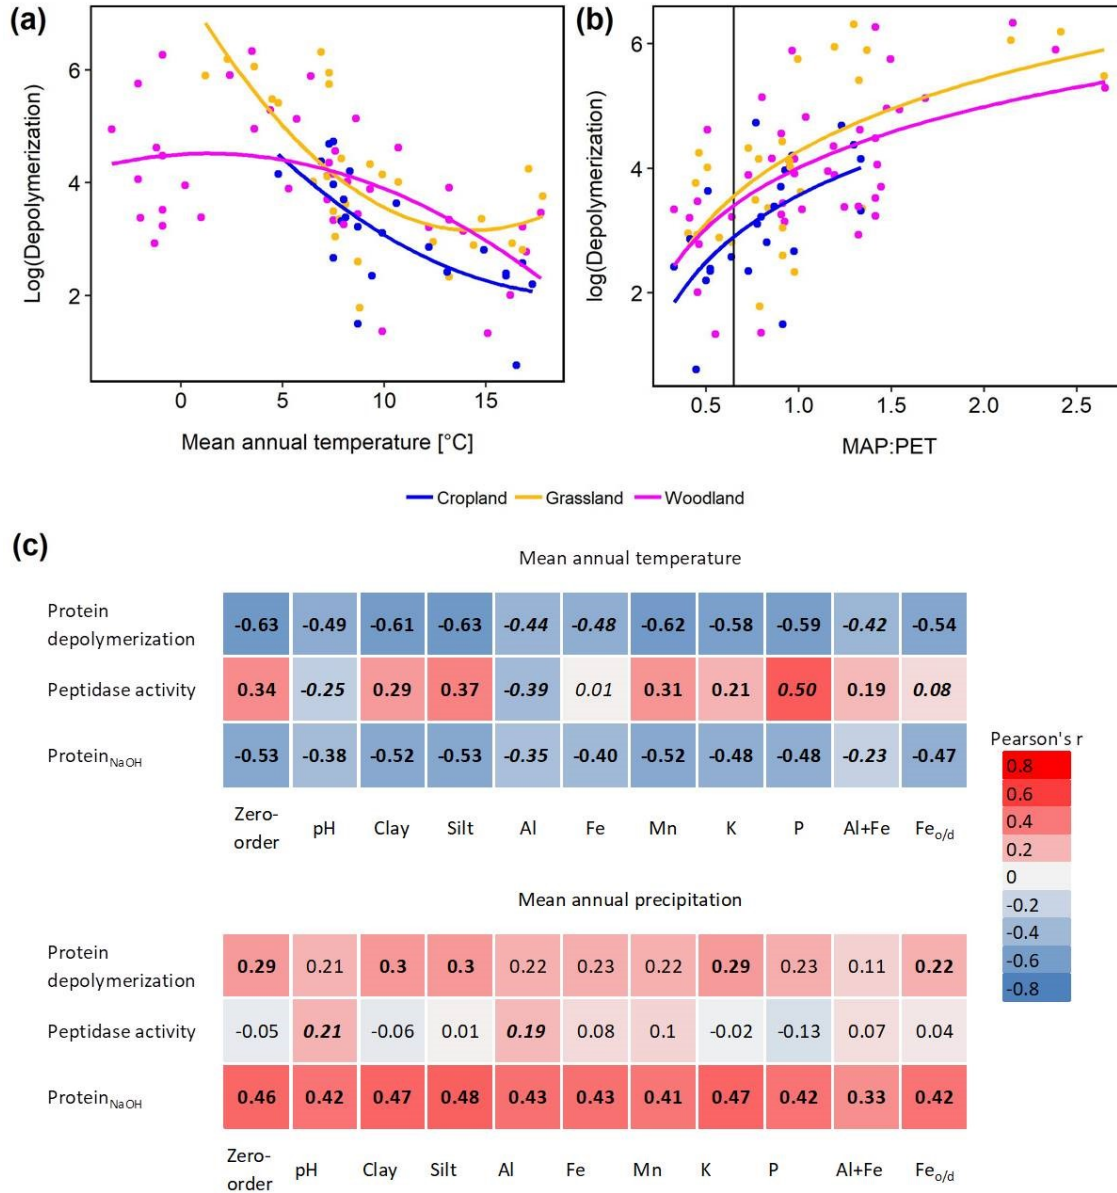 (a)
(b)
Log(Depolymerization)
6
4
2
0
5
10
15
Mean annual temperature [°C]
log(Depolymerization)
6
4
2
0.5
1.0
1.5
2.0
2.5
MAP:PET
Cropland Grassland Woodland
(c)
Mean annual temperature
Protein
depolymerization
-0.63 -0.49 -0.61 -0.63 -0.44 -0.48 -0.62 -0.58 -0.59 -0.42 -0.54
Peptidase activity
0.34 -0.25 0.29 0.37 -0.39 0.01 0.31 0.21 0.50 0.19 0.08
Protein NaOH
-0.53 -0.38 -0.52 -0.53 -0.35 -0.40 -0.52 -0.48 -0.48 -0.23 -0.47
Zero-
order
pH Clay Silt Al Fe Mn K P Al+Fe Fe o/d
Mean annual precipitation
Protein
depolymerization
0.29 0.21 0.3 0.3 0.22 0.23 0.22 0.29 0.23 0.11 0.22
Peptidase activity
-0.05 0.21 -0.06 0.01 0.19 0.08 0.1 -0.02 -0.13 0.07 0.04
Protein NaOH
0.46 0.42 0.47 0.48 0.43 0.43 0.41 0.47 0.42 0.33 0.42
Zero-
order
pH Clay Silt Al Fe Mn K P Al+Fe Fe o/d
Pearson's r
0.8
0.6
0.4
0.2
0
-0.2
-0.4
-0.6
-0.8